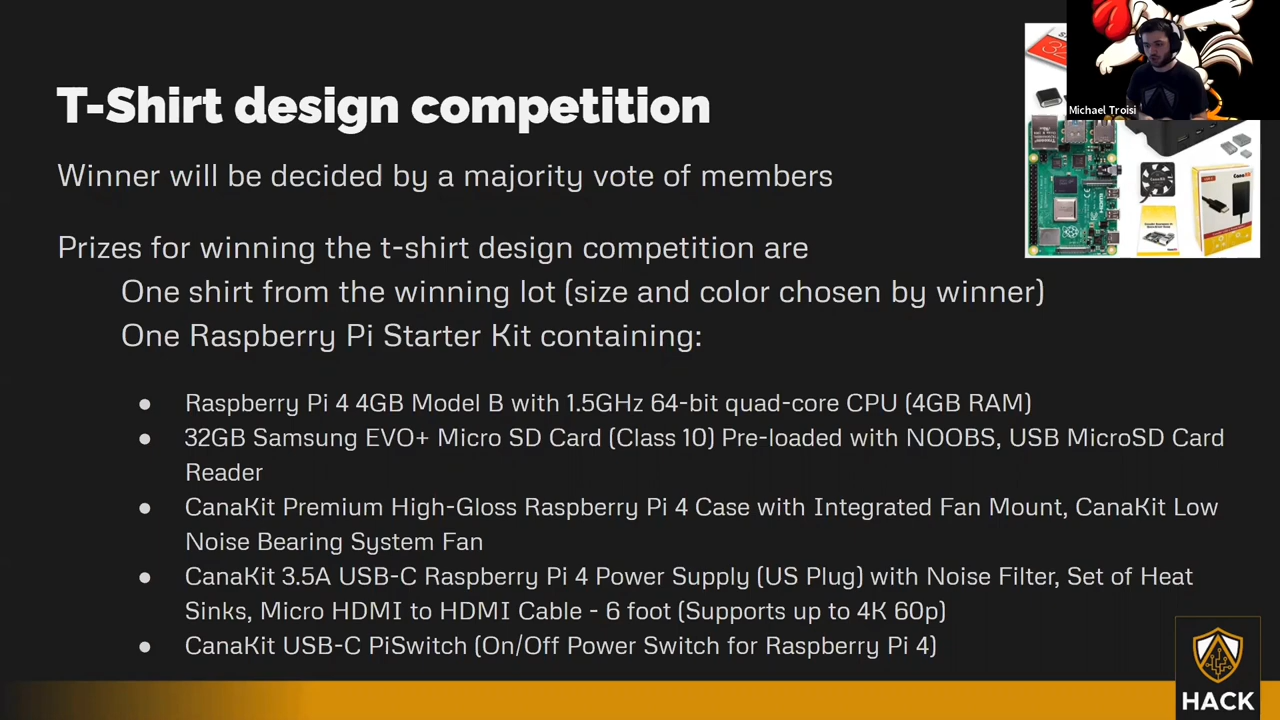 T-Shirt design competition
Winner will be decided by a majority vote of members
Prizes for winning the t-shirt design competition are
One shirt from the winning lot (size and color chosen by winner)
One Raspberry Pi Starter Kit containing:
● Raspberry Pi 4 4GB Model B with 1.5GHz 64-bit quad-core CPU (4GB RAM)
● 32GB Samsung EVO+ Micro SD Card (Class 10) Pre-loaded with NOOBS, USB MicroSD Card
Reader
● CanaKit Premium High-Gloss Raspberry Pi 4 Case with Integrated Fan Mount, CanaKit Low
Noise Bearing System Fan
● CanaKit 3.5A USB-C Raspberry Pi 4 Power Supply (US Plug) with Noise Filter, Set of Heat
Sinks, Micro HDMI to HDMI Cable - 6 foot (Supports up to 4K 60p)
● CanaKit USB-C PiSwitch (On/Off Power Switch for Raspberry Pi 4)
Michael Troisi
CanaKit
HACK